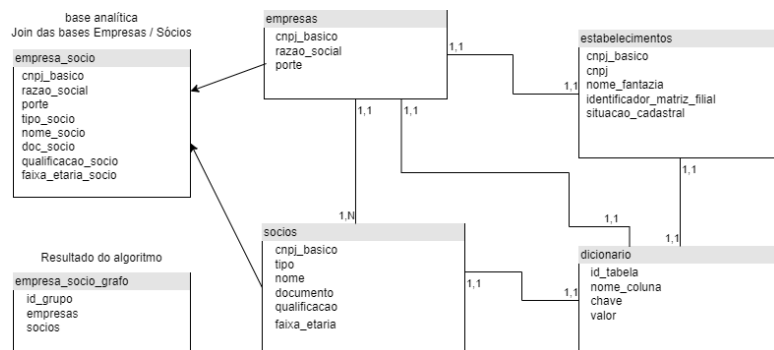 base analítica
Join das bases Empresas / Sócios
empresa_socio
cnpj_basico
razao_social
porte
tipo_socio
nome_socio
doc_socio
qualificacao_socio
faixa_etaria_socio
Resultado do algoritmo
empresa_socio_grafo
id_grupo
empresas
socios
empresas
cnpj_basico
razao_social
porte
1,1
1,1
1,1
1,1
1,N
socios
cnpj_basico
tipo
nome
documento
qualificacao
faixa_etaria
1,1
1,1
estabelecimentos
cnpj_basico
cnpj
nome_fantazia
identificador_matriz_filial
situacao_cadastral
1,1
1,1
1,1
dicionario
id_tabela
nome_coluna
chave
valor